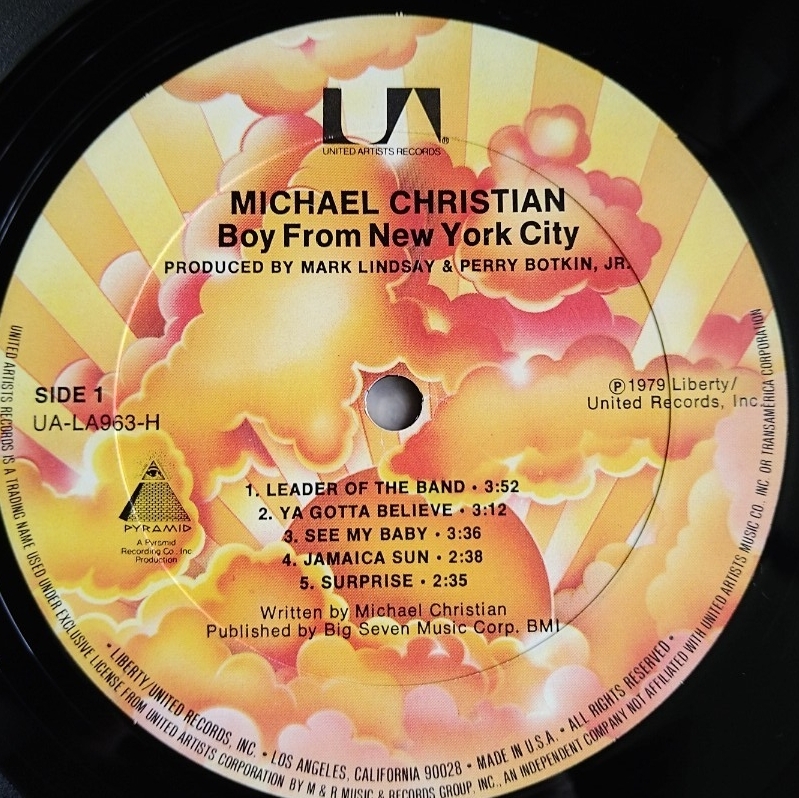 UA®
UNITED ARTISTS RECORDS
MICHAEL CHRISTIAN
Boy From New York City
PRODUCED BY MARK LINDSAY & PERRY BOTKIN, JR.
SIDE 1
UA-LA963-H
℗ 1979 Liberty/
United Records, Inc.
1. LEADER OF THE BAND • 3:52
2. YA GOTTA BELIEVE • 3:12
3. SEE MY BABY • 3:36
4. JAMAICA SUN • 2:38
5. SURPRISE • 2:35
PYRAMID
A Pyramid
Recording Co., Inc
Production
Written by Michael Christian
Published by Big Seven Music Corp. BMI
• LIBERTY/UNITED RECORDS, INC. • LOS ANGELES, CALIFORNIA 90028 • MADE IN U.S.A. • ALL RIGHTS RESERVED •
UNITED ARTISTS RECORDS IS A TRADING NAME USED UNDER EXCLUSIVE LICENSE FROM UNITED ARTISTS CORPORATION BY M & R MUSIC & RECORDS GROUP, INC., AN INDEPENDENT COMPANY NOT AFFILIATED WITH UNITED ARTISTS MUSIC CO. INC OR TRANSAMERICA CORPORATION